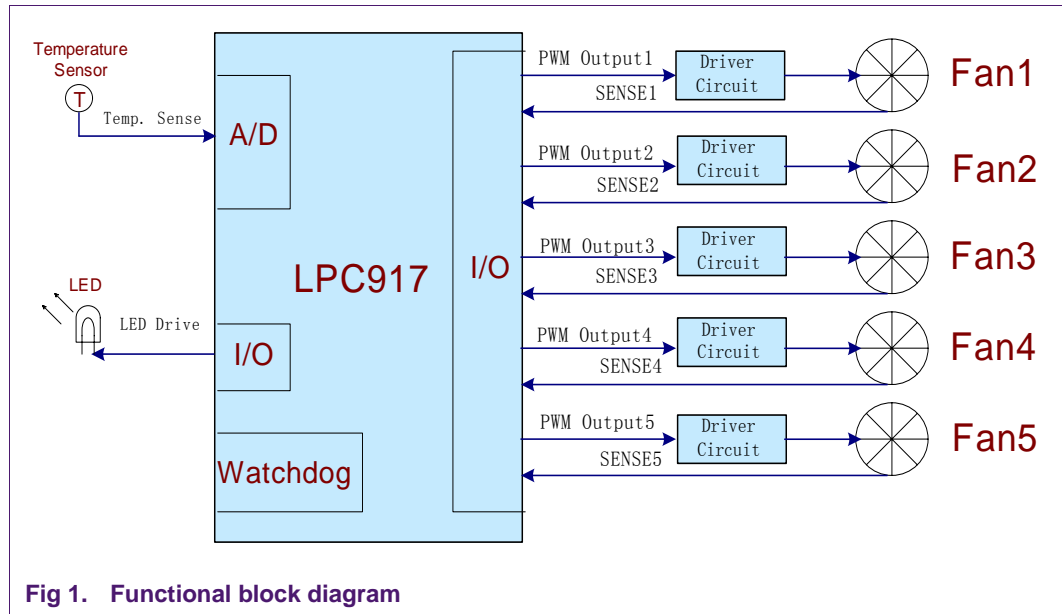 Temperature
Sensor
T
Temp. Sense
A/D
LPC917
I/O
LED
LED Drive
I/O
Watchdog
PWM Output1
SENSE1
Driver
Circuit
Fan1
PWM Output2
SENSE2
Driver
Circuit
Fan2
PWM Output3
SENSE3
Driver
Circuit
Fan3
PWM Output4
SENSE4
Driver
Circuit
Fan4
PWM Output5
SENSE5
Driver
Circuit
Fan5
Fig 1. Functional block diagram